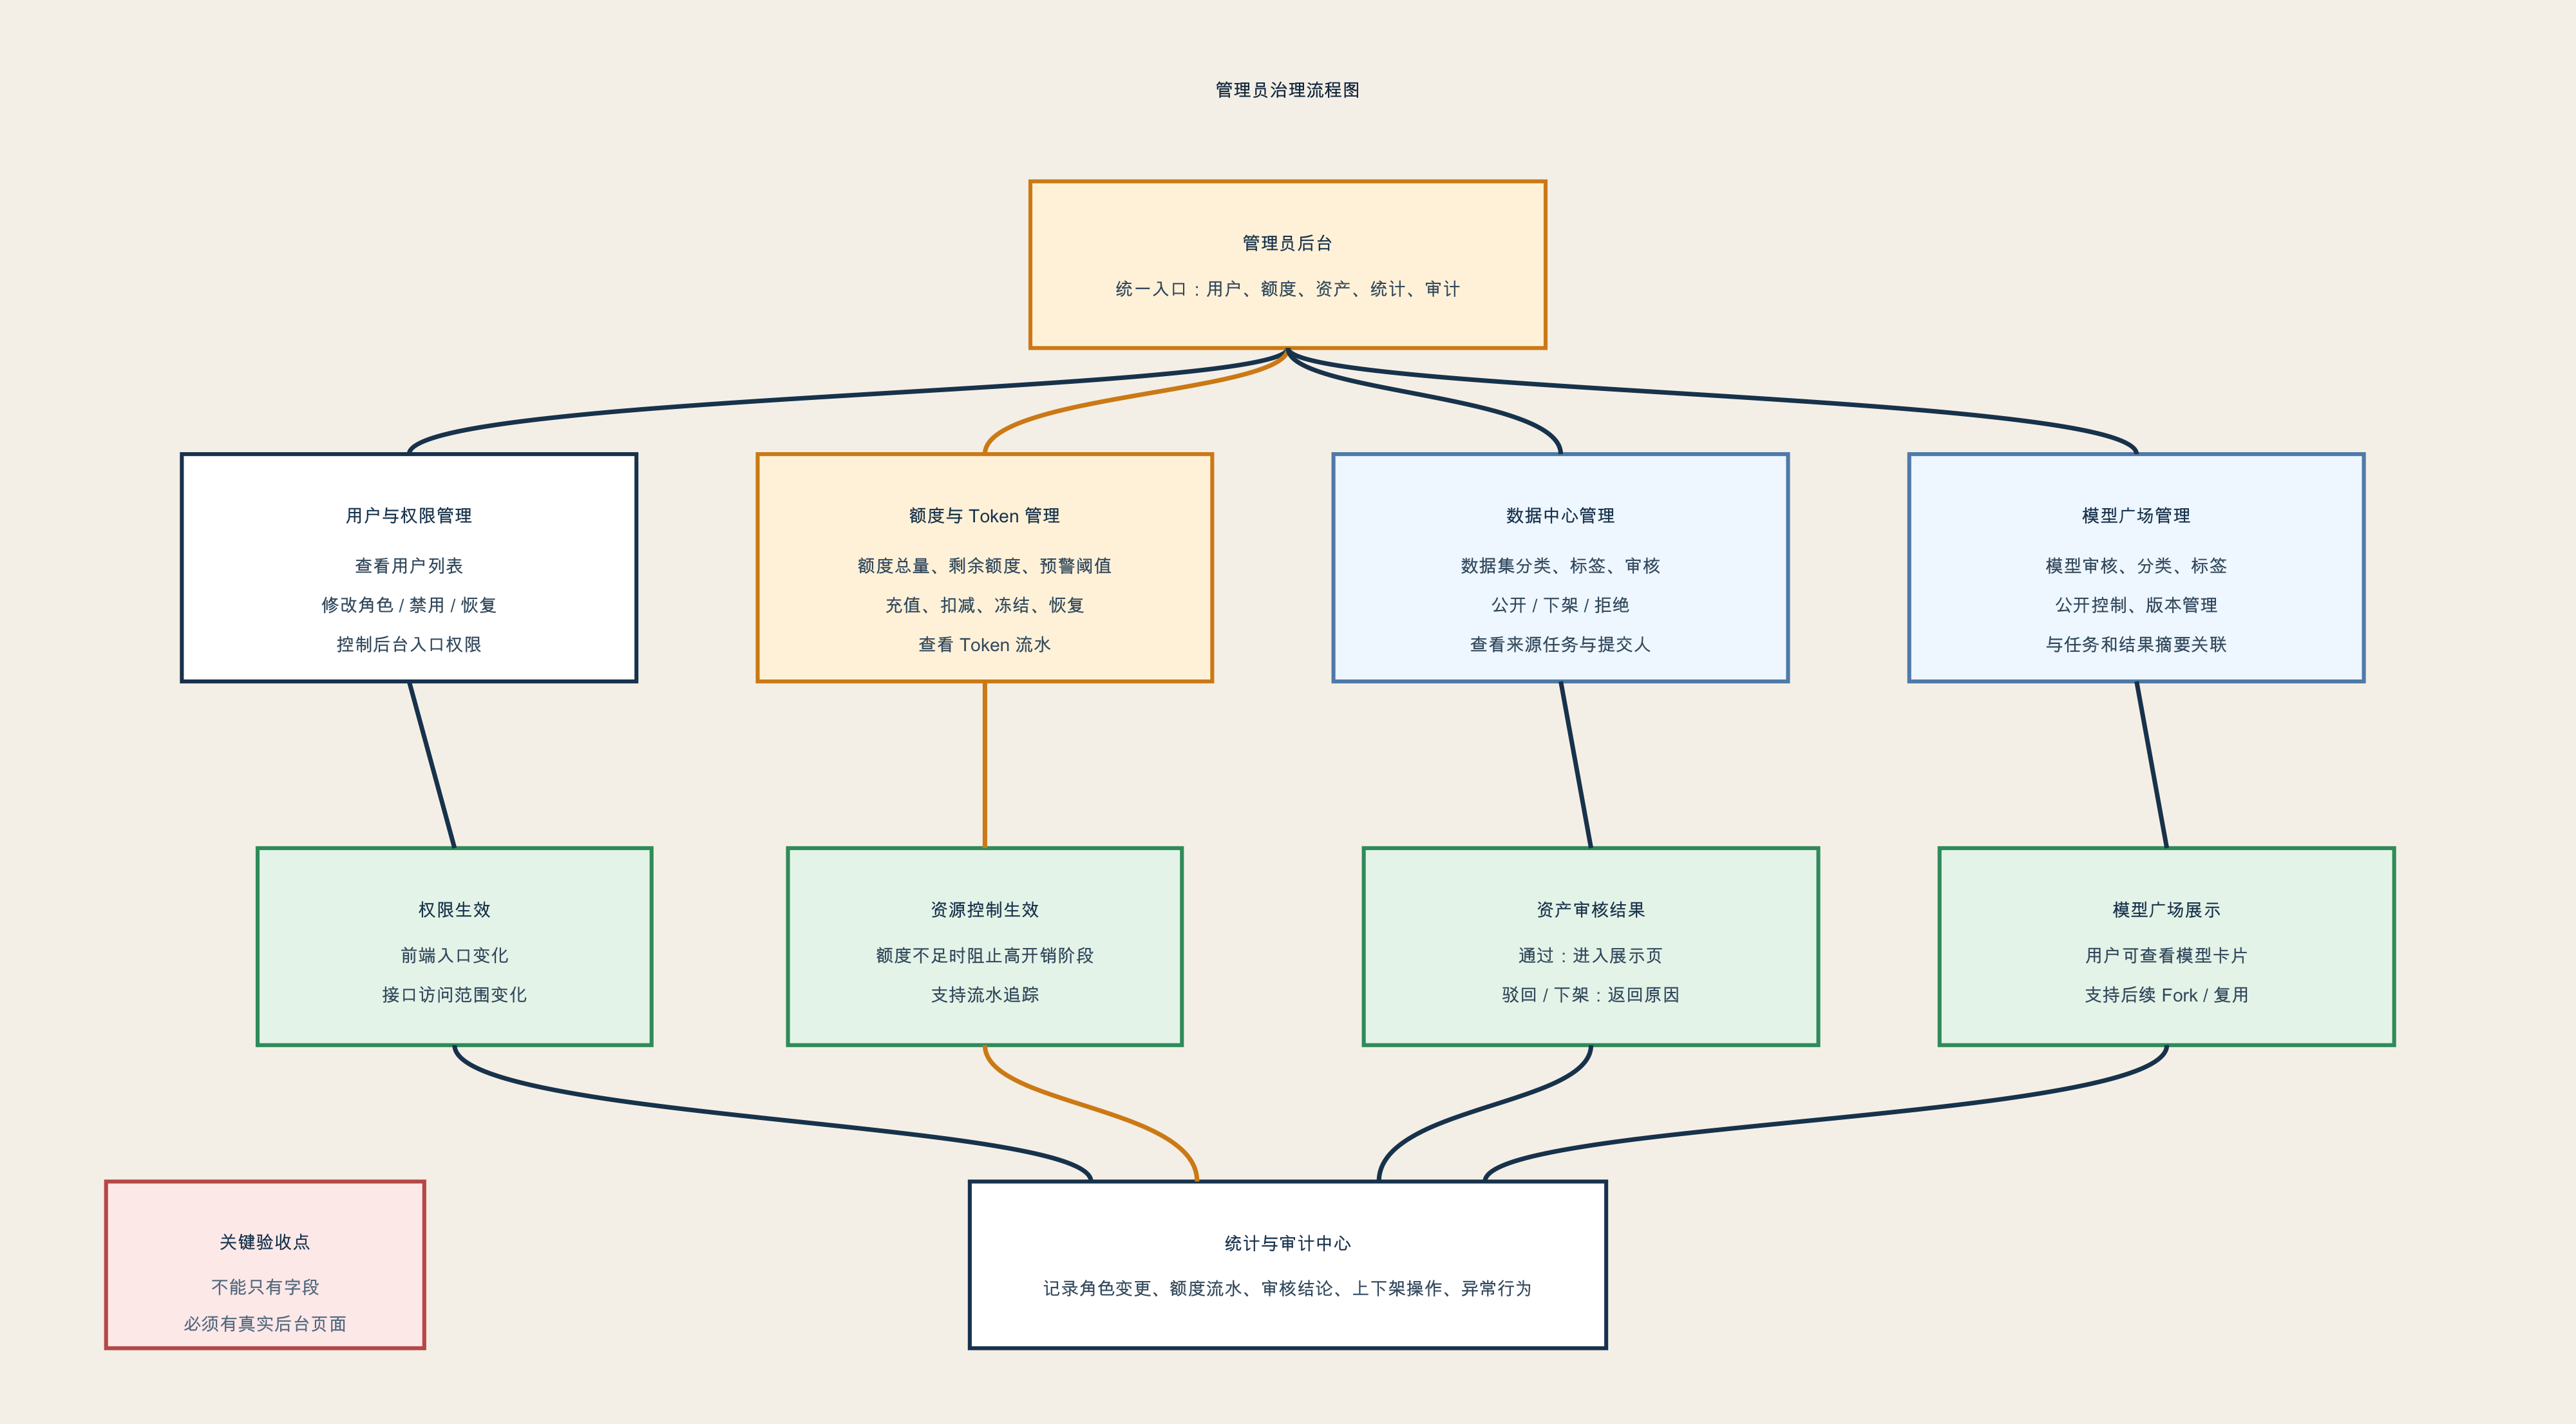 管理员治理流程图
管理员后台
统一入口：用户、额度、资产、统计、审计
用户与权限管理
查看用户列表
修改角色 / 禁用 / 恢复
控制后台入口权限
额度与 Token 管理
额度总量、剩余额度、预警阈值
充值、扣减、冻结、恢复
查看 Token 流水
数据中心管理
数据集分类、标签、审核
公开 / 下架 / 拒绝
查看来源任务与提交人
模型广场管理
模型审核、分类、标签
公开控制、版本管理
与任务和结果摘要关联
权限生效
前端入口变化
接口访问范围变化
资源控制生效
额度不足时阻止高开销阶段
支持流水追踪
资产审核结果
通过：进入展示页
驳回 / 下架：返回原因
模型广场展示
用户可查看模型卡片
支持后续 Fork / 复用
关键验收点
不能只有字段
必须有真实后台页面
统计与审计中心
记录角色变更、额度流水、审核结论、上下架操作、异常行为